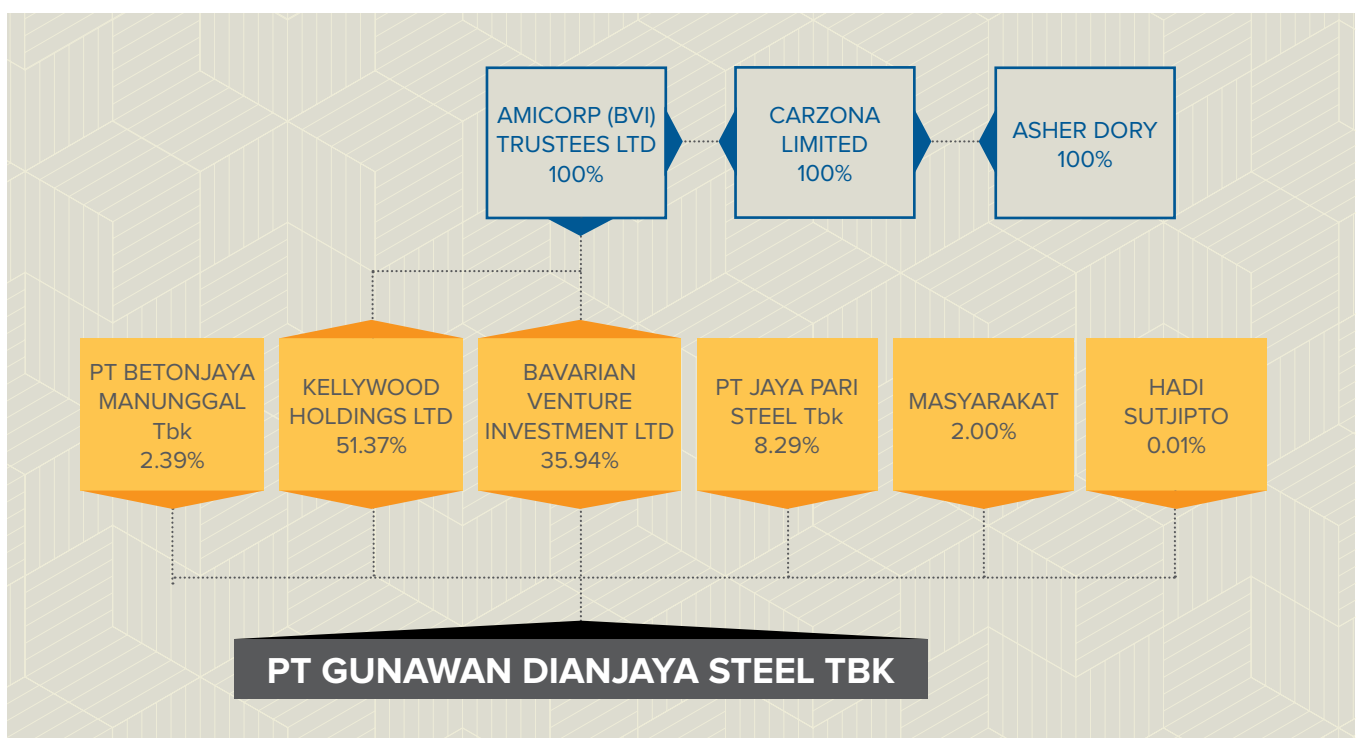 AMICORP (BVI)
TRUSTEES LTD
100%
CARZONA
LIMITED
100%
ASHER DORY
100%
PT BETONJAYA
MANUNGGAL
Tbk
2.39%
KELLYWOOD
HOLDINGS LTD
51.37%
BAVARIAN
VENTURE
INVESTMENT LTD
35.94%
PT JAYA PARI
STEEL Tbk
8.29%
MASYARAKAT
2.00%
HADI
SUTJIPTO
0.01%
PT GUNAWAN DIANJAYA STEEL TBK